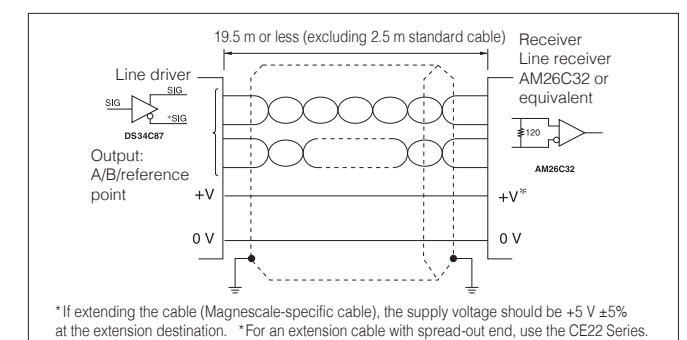 19.5 m or less (excluding 2.5 m standard cable)
Receiver
Line receiver
AM26C32 or
equivalent
Line driver
SIG
SIG
*SIG
DS34C87
120
AM26C32
Output:
A/B/reference
point
+V
+V*
0 V
0 V
*If extending the cable (Magnescale-specific cable), the supply voltage should be +5 V ±5%
at the extension destination. *For an extension cable with spread-out end, use the CE22 Series.